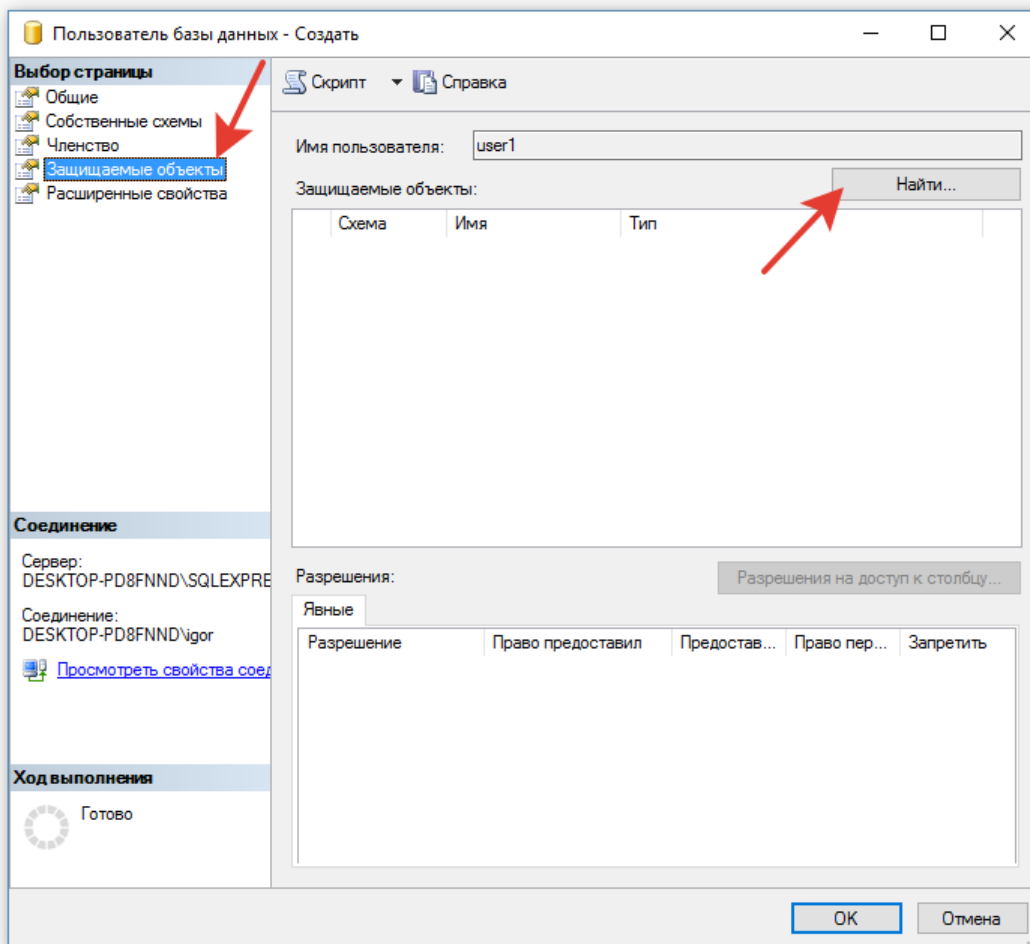 Пользователь базы данных - Создать
Выбор страницы
Общие
Собственные схемы
Членство
Защищаемые объекты
Расширенные свойства
Скрипт
Справка
Имя пользователя:
user1
Защищаемые объекты:
Найти...
Схема Имя Тип
Соединение
Сервер:
DESKTOP-PD8FNND\SQLEXPRE
Соединение:
DESKTOP-PD8FNND\igor
Просмотреть свойства соед
Ход выполнения
Готово
Разрешения:
Разрешения на доступ к столбцу...
Явные
Разрешение Право предоставил Предостав... Право пер... Запретить
OK
Отмена